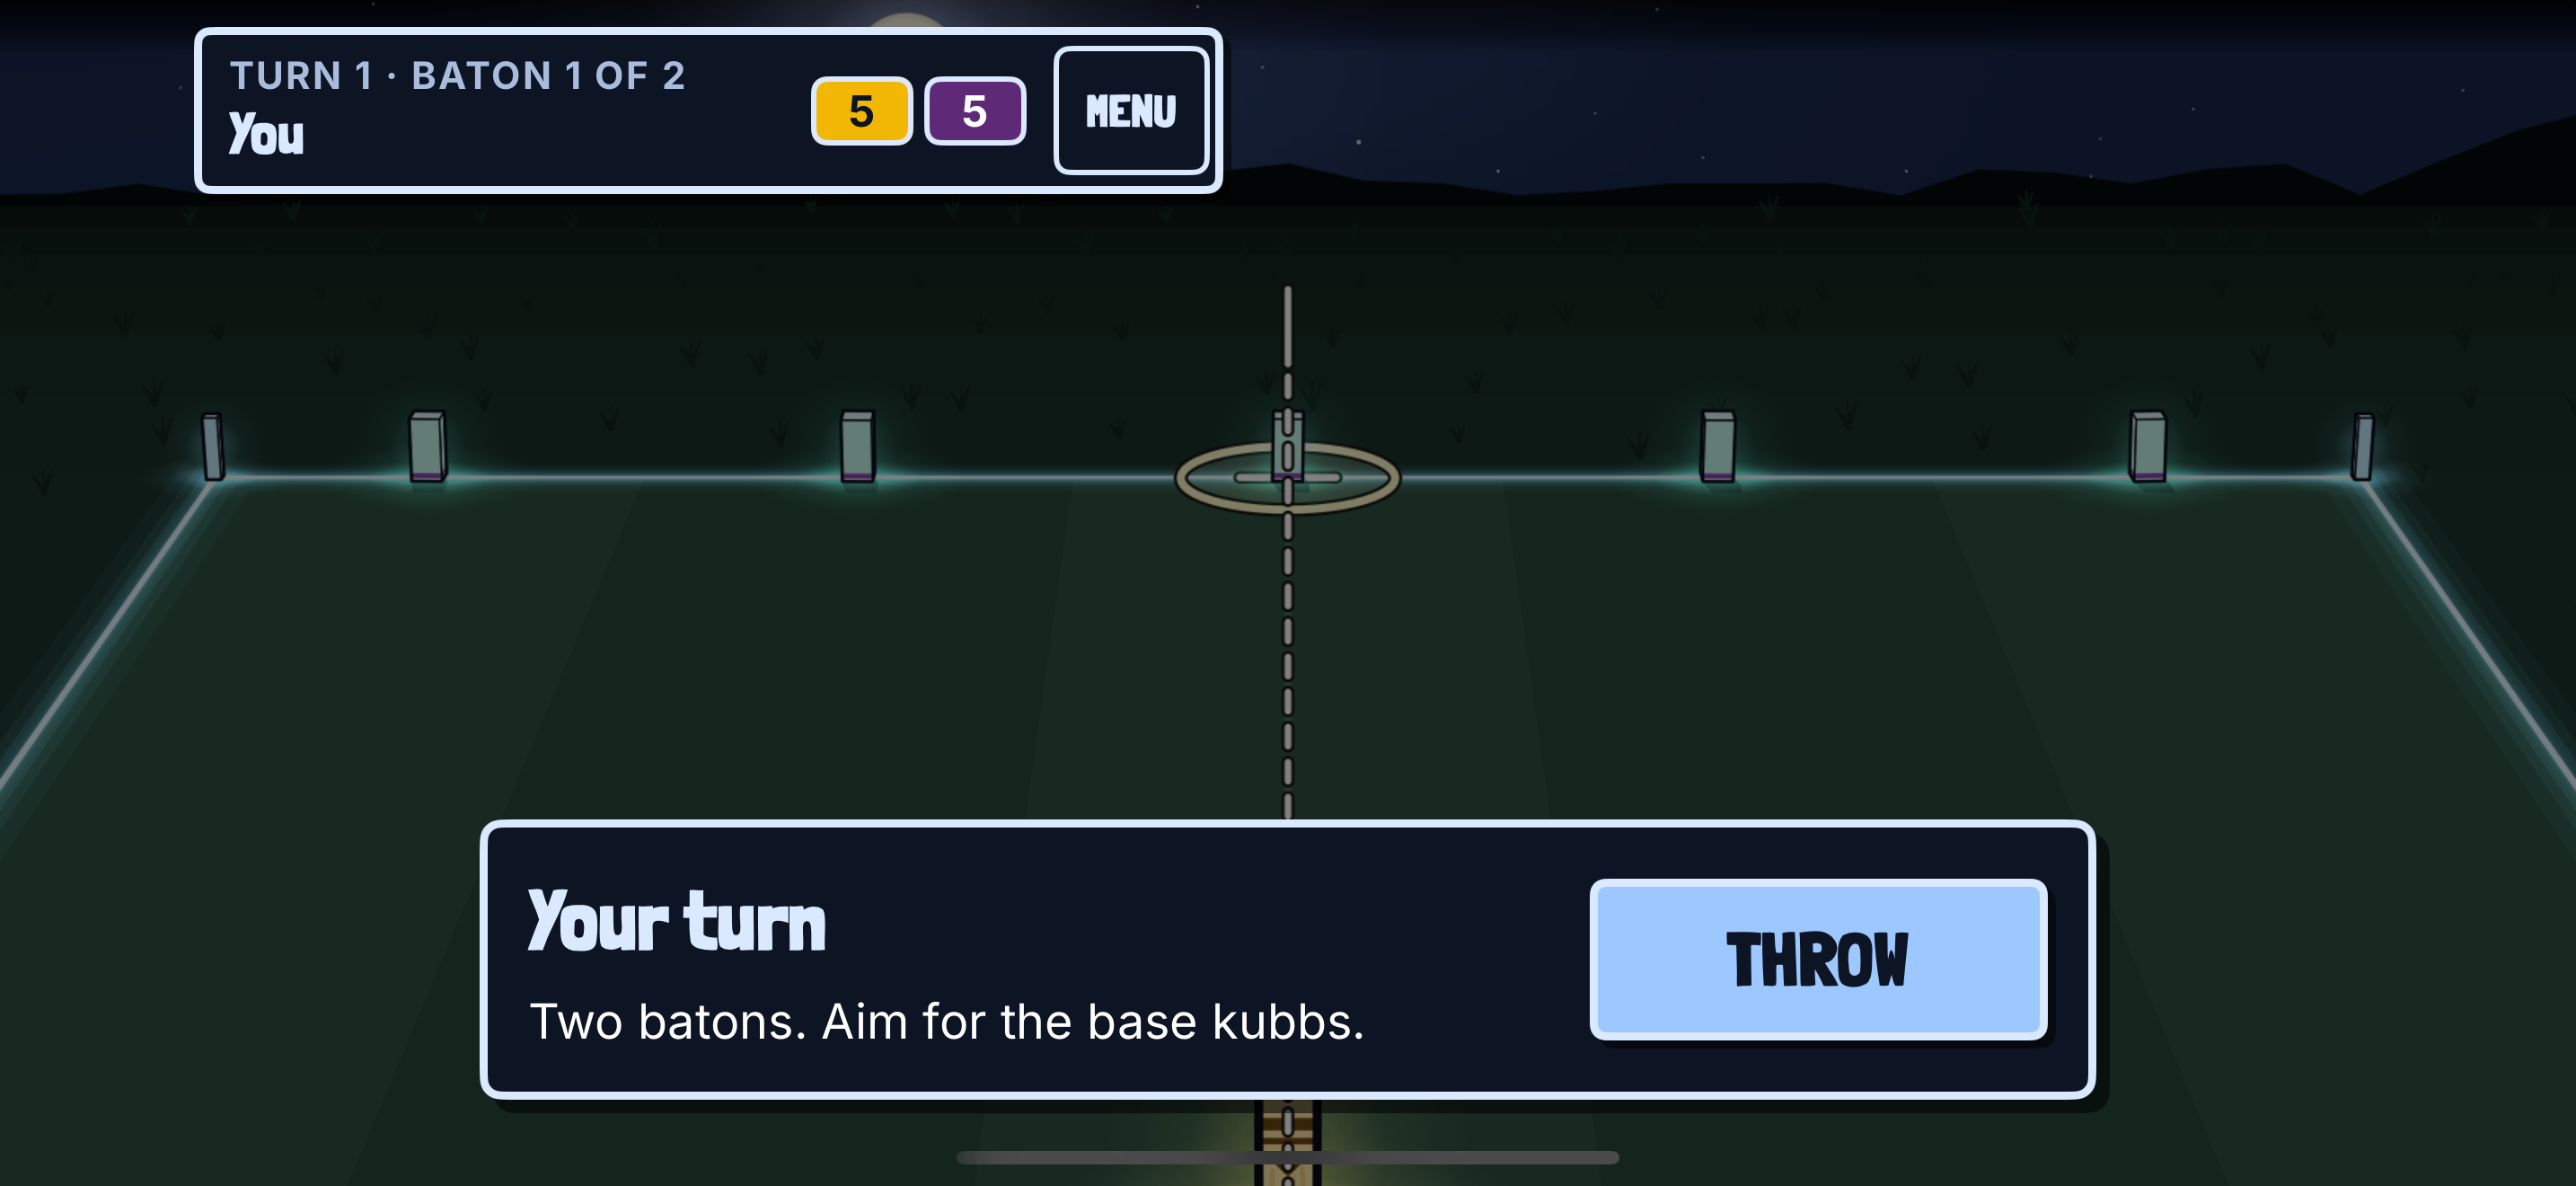 TURN 1 · BATON 1 OF 2
You
5 5
MENU
Your turn
Two batons. Aim for the base kubbs.
THROW